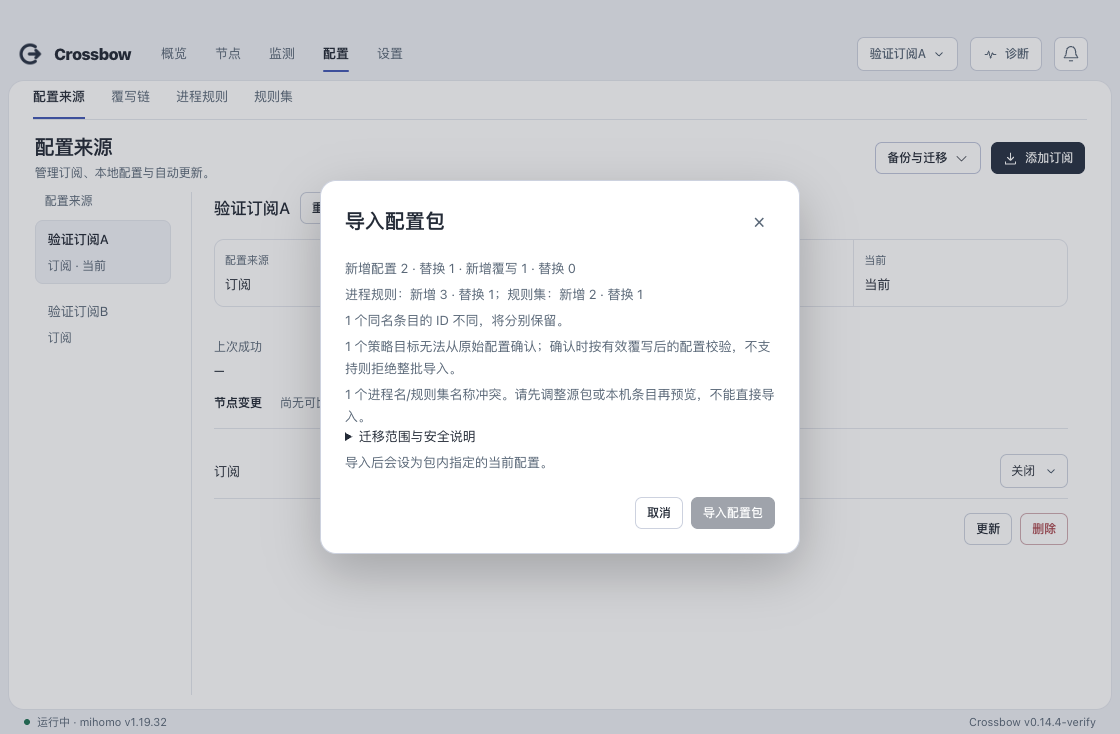 Crossbow
概览
节点
监测
配置
设置
验证订阅A
诊断
配置来源
覆写链
进程规则
规则集
配置来源
管理订阅、本地配置与自动更新。
备份与迁移
添加订阅
配置来源
验证订阅A
订阅 · 当前
验证订阅B
订阅
验证订阅A
重
配置来源
订阅
当前
当前
上次成功
—
节点变更
尚无可
订阅
关闭
更新
删除
导入配置包
×
新增配置 2 · 替换 1 · 新增覆写 1 · 替换 0
进程规则：新增 3 · 替换 1；规则集：新增 2 · 替换 1
1 个同名条目的 ID 不同，将分别保留。
1 个策略目标无法从原始配置确认；确认时按有效覆写后的配置校验，不支
持则拒绝整批导入。
1 个进程名/规则集名称冲突。请先调整源包或本机条目再预览，不能直接导
入。
▶ 迁移范围与安全说明
导入后会设为包内指定的当前配置。
取消
导入配置包
运行中 · mihomo v1.19.32
Crossbow v0.14.4-verify